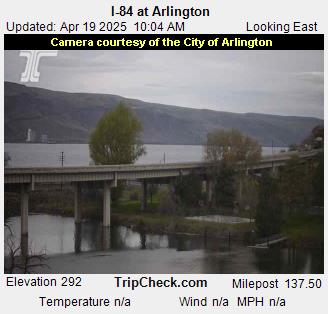 I-84 at Arlington
Updated: Apr 19 2025 10:04 AM Looking East
Camera courtesy of the City of Arlington
Elevation 292 TripCheck.com Milepost 137.50
Temperature n/a Wind n/a MPH n/a